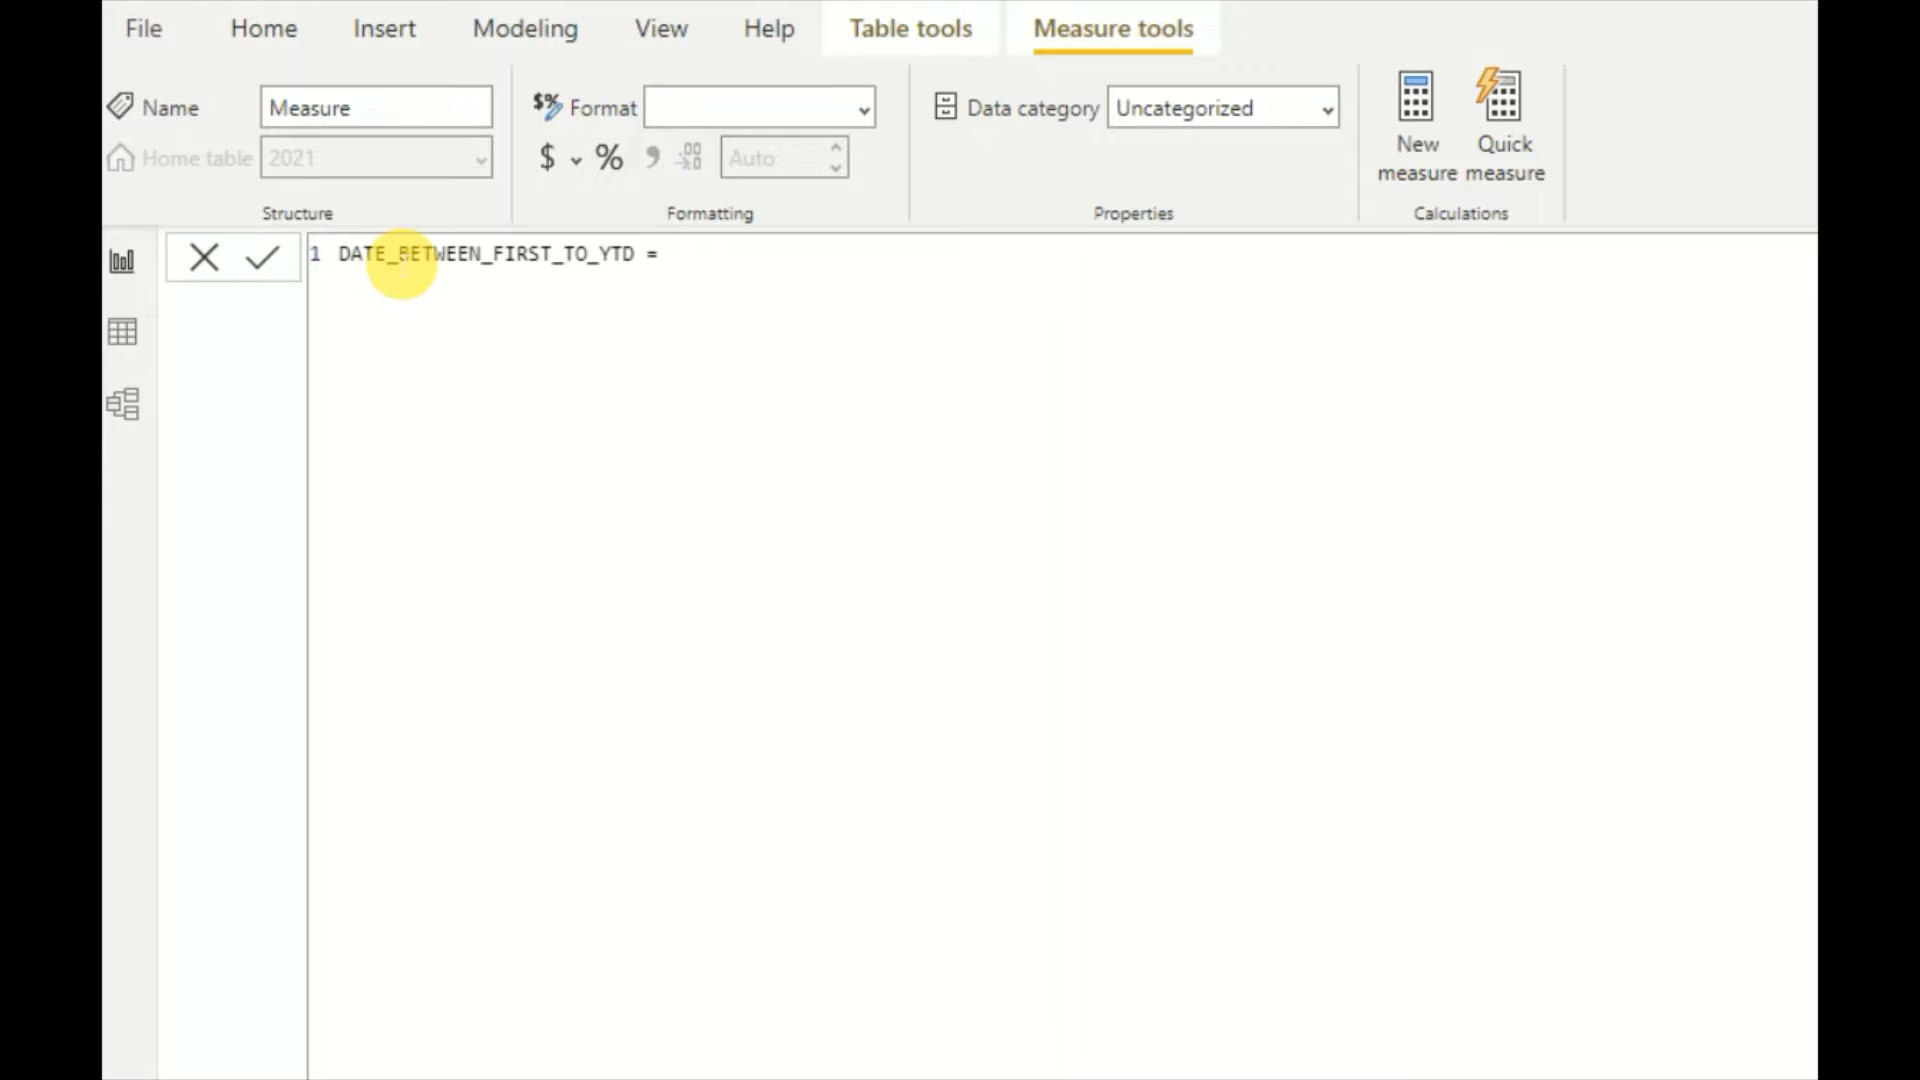 File Home Insert Modeling View Help Table tools Measure tools
Name Measure $% Format Data category Uncategorized
Home table 2021 $ % , .00 Auto
New measure
Quick measure
Structure Formatting Properties Calculations
1 DATE_BETWEEN_FIRST_TO_YTD =